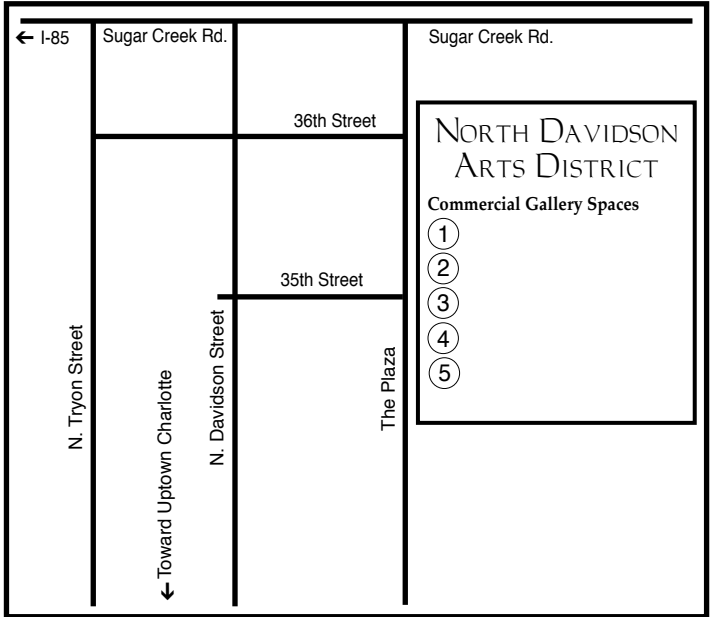 ← I-85
Sugar Creek Rd.
Sugar Creek Rd.
36th Street
NORTH DAVIDSON
ARTS DISTRICT
Commercial Gallery Spaces
1
2
3
4
5
35th Street
N. Tryon Street
← Toward Uptown Charlotte
N. Davidson Street
The Plaza